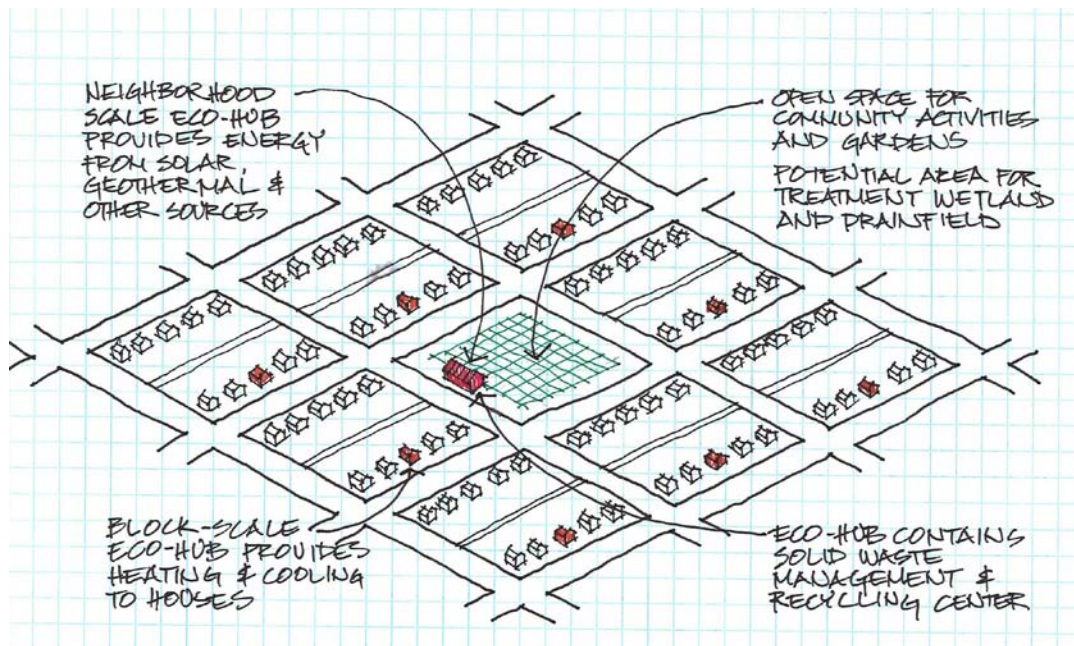 NEIGHBORHOOD
SCALE ECO-HUB
PROVIDES ENERGY
FROM SOLAR,
GEOTHERMAL &
OTHER SOURCES
OPEN SPACE FOR
COMMUNITY ACTIVITIES
AND GARDENS
POTENTIAL AREA FOR
TREATMENT WETLAND
AND DRAINFIELD
BLOCK-SCALE
ECO-HUB PROVIDES
HEATING & COOLING
TO HOUSES
ECO-HUB CONTAINS
SOLID WASTE
MANAGEMENT &
RECYCLING CENTER